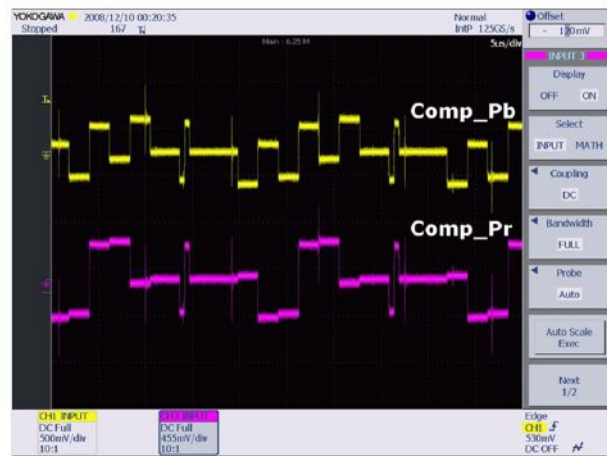 YOKOGAWA 2008/12/10 00:20:35
Stopped 167
Normal
IntP 125GS/s
Main : 6.25 M
5us/div
Comp_Pb
Comp_Pr
Offset
- 120mV
INPUT 3
Display
OFF ON
Select
INPUT MATH
Coupling
DC
Bandwidth
FULL
Probe
Auto
Auto Scale
Exec
Next
1/2
CH1 INPUT
DC Full
500mV/div
10:1
CH3 INPUT
DC Full
455mV/div
10:1
Edge
CH1
530mV
DC OFF